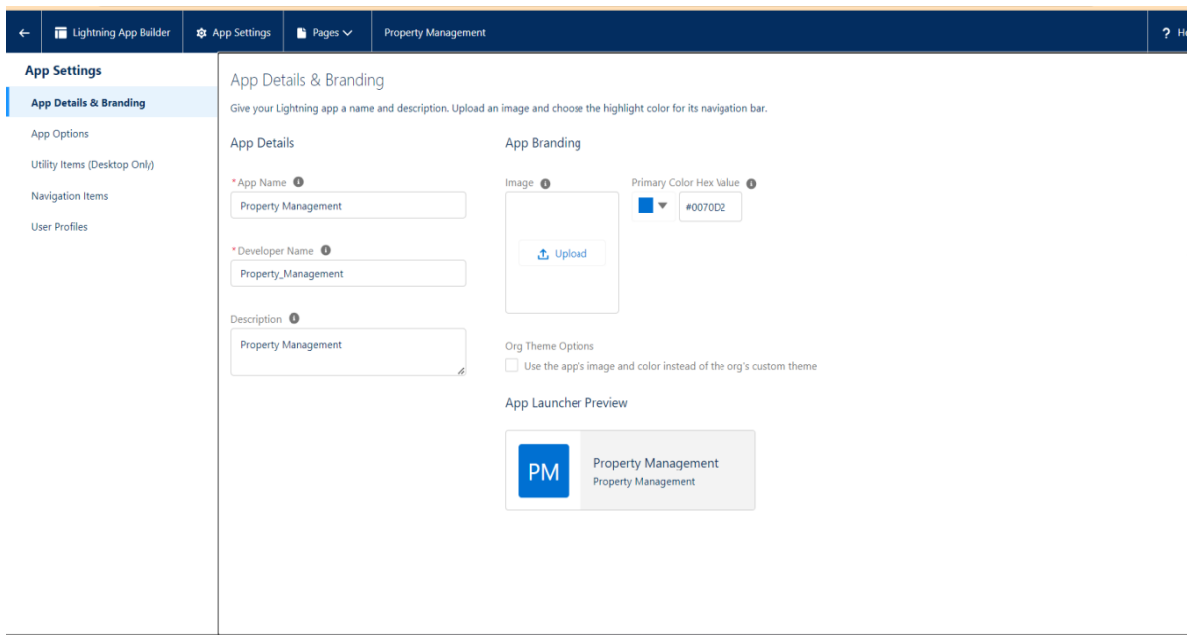 Lightning App Builder
App Settings
Pages
Property Management
? He
App Settings
App Details & Branding
App Options
Utility Items (Desktop Only)
Navigation Items
User Profiles
App Details & Branding
Give your Lightning app a name and description. Upload an image and choose the highlight color for its navigation bar.
App Details
*App Name
Property Management
*Developer Name
Property_Management
Description
Property Management
App Branding
Image
Upload
Primary Color Hex Value
#0070D2
Org Theme Options
Use the app's image and color instead of the org's custom theme
App Launcher Preview
PM
Property Management
Property Management